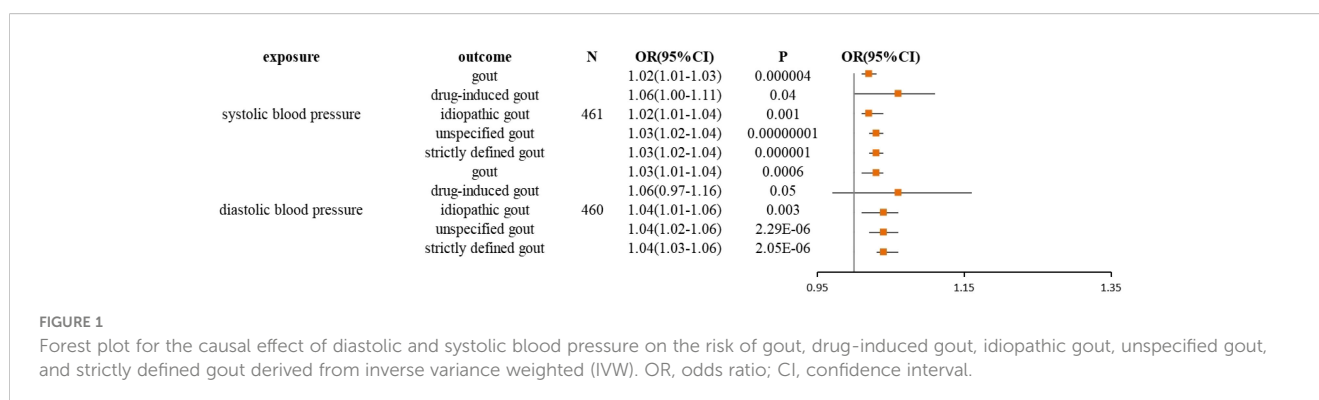 exposure outcome N OR(95%CI) P OR(95%CI)
gout 1.02(1.01-1.03) 0.000004
drug-induced gout 1.06(1.00-1.11) 0.04
systolic blood pressure idiopathic gout 461 1.02(1.01-1.04) 0.001
unspecified gout 1.03(1.02-1.04) 0.00000001
strictly defined gout 1.03(1.02-1.04) 0.000001
gout 1.03(1.01-1.04) 0.0006
drug-induced gout 1.06(0.97-1.16) 0.05
diastolic blood pressure idiopathic gout 460 1.04(1.01-1.06) 0.003
unspecified gout 1.04(1.02-1.06) 2.29E-06
strictly defined gout 1.04(1.03-1.06) 2.05E-06
0.95 1.15 1.35
FIGURE 1
Forest plot for the causal effect of diastolic and systolic blood pressure on the risk of gout, drug-induced gout, idiopathic gout, unspecified gout,
and strictly defined gout derived from inverse variance weighted (IVW). OR, odds ratio; CI, confidence interval.